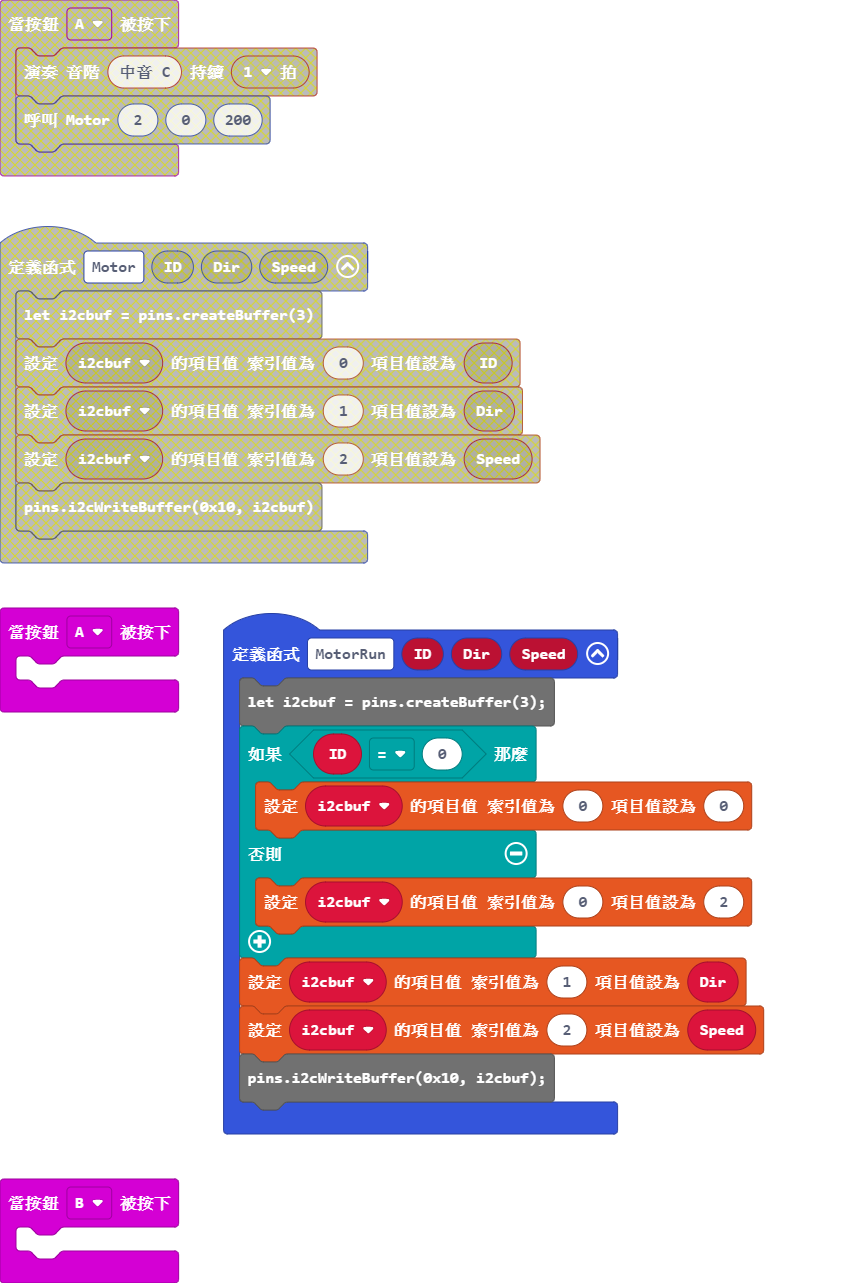 當按鈕 A 被按下
演奏 音階 中音 C 持續 1 拍
呼叫 Motor 2 0 200
定義函式 Motor ID Dir Speed
let i2cbuf = pins.createBuffer(3)
設定 i2cbuf 的項目值 索引值為 0 項目值設為 ID
設定 i2cbuf 的項目值 索引值為 1 項目值設為 Dir
設定 i2cbuf 的項目值 索引值為 2 項目值設為 Speed
pins.i2cWriteBuffer(0x10, i2cbuf)
當按鈕 A 被按下
定義函式 MotorRun ID Dir Speed
let i2cbuf = pins.createBuffer(3);
如果 ID = 0 那麼
設定 i2cbuf 的項目值 索引值為 0 項目值設為 0
否則
設定 i2cbuf 的項目值 索引值為 0 項目值設為 2
設定 i2cbuf 的項目值 索引值為 1 項目值設為 Dir
設定 i2cbuf 的項目值 索引值為 2 項目值設為 Speed
pins.i2cWriteBuffer(0x10, i2cbuf);
當按鈕 B 被按下